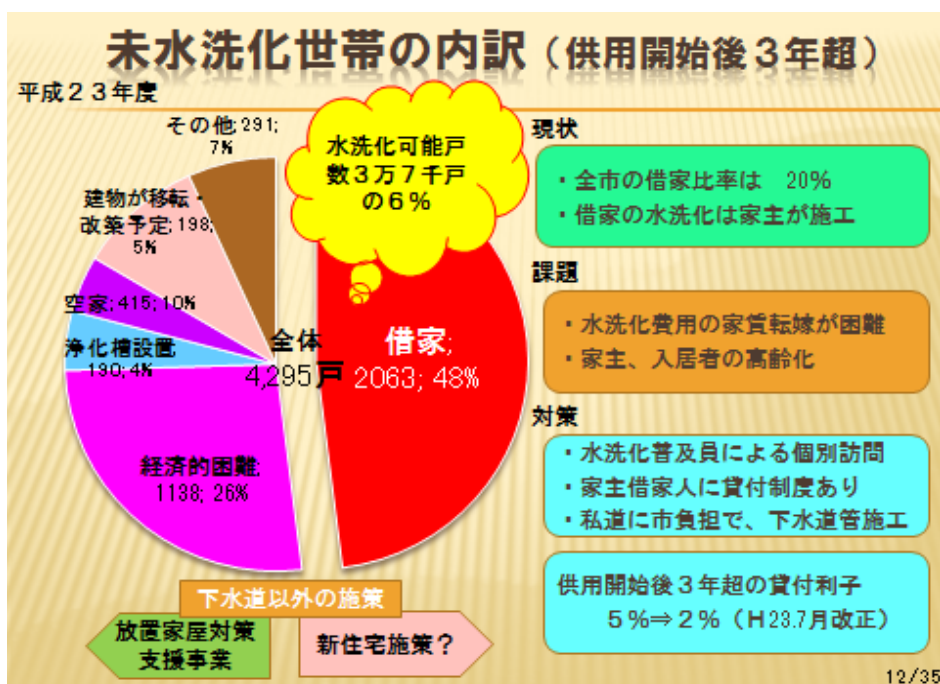 未水洗化世帯の内訳（供用開始後３年超）
平成２３年度
その他; 291;
7%
建物が移転・
改築予定; 198;
5%
空家; 415; 10%
浄化槽設置;
190; 4%
経済的困難;
1138; 26%
全体
4,295戸
水洗化可能戸
数３万７千戸
の６％
借家;
2063; 48%
下水道以外の施策
放置家屋対策
支援事業
新住宅施策？
現状
・全市の借家比率は　20%
・借家の水洗化は家主が施工
課題
・水洗化費用の家賃転嫁が困難
・家主、入居者の高齢化
対策
・水洗化普及員による個別訪問
・家主借家人に貸付制度あり
・私道に市負担で、下水道管施工
供用開始後３年超の貸付利子
５％⇒２％（Ｈ23.7月改正）
12/35